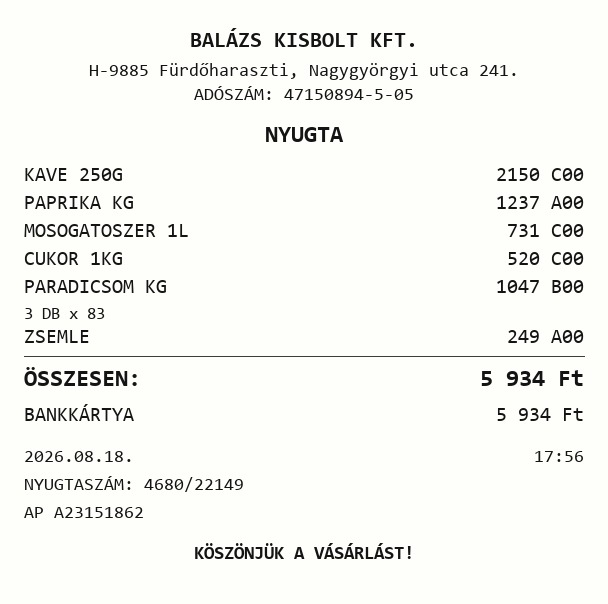 BALÁZS KISBOLT KFT.
H-9885 Fürdőharaszti, Nagygyörgyi utca 241.
ADÓSZÁM: 47150894-5-05
NYUGTA
KAVE 250G 2150 C00
PAPRIKA KG 1237 A00
MOSOGATOSZER 1L 731 C00
CUKOR 1KG 520 C00
PARADICSOM KG 1047 B00
3 DB x 83
ZSEMLE 249 A00
ÖSSZESEN: 5 934 Ft
BANKKÁRTYA 5 934 Ft
2026.08.18. 17:56
NYUGTASZÁM: 4680/22149
AP A23151862
KÖSZÖNJÜK A VÁSÁRLÁST!